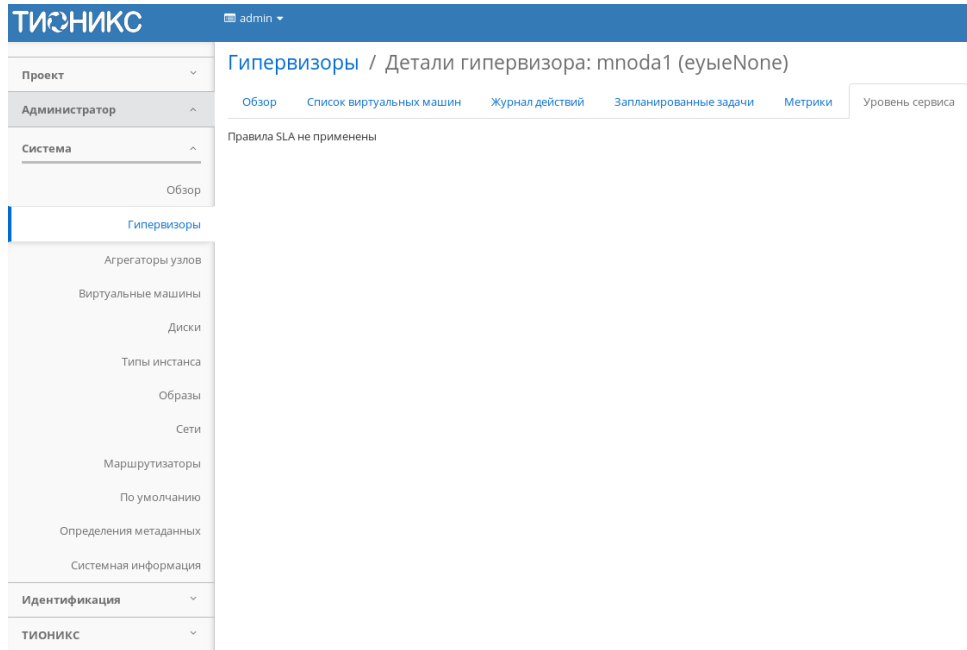 ТИОНИКС
admin
Гипервизоры / Детали гипервизора: mnoda1 (eyыeNone)
Обзор Список виртуальных машин Журнал действий Запланированные задачи Метрики Уровень сервиса
Правила SLA не применены
Проект
Администратор
Система
Обзор
Гипервизоры
Агрегаторы узлов
Виртуальные машины
Диски
Типы инстанса
Образы
Сети
Маршрутизаторы
По умолчанию
Определения метаданных
Системная информация
Идентификация
ТИОНИКС